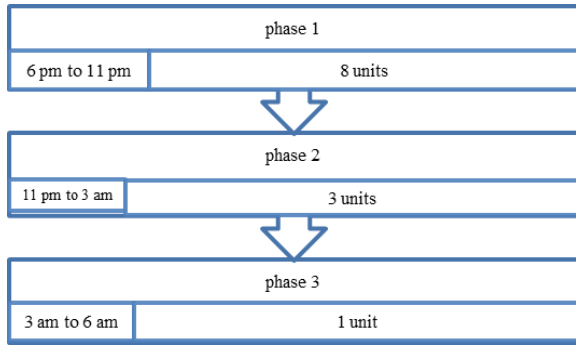 phase 1
6 pm to 11 pm
8 units
phase 2
11 pm to 3 am
3 units
phase 3
3 am to 6 am
1 unit